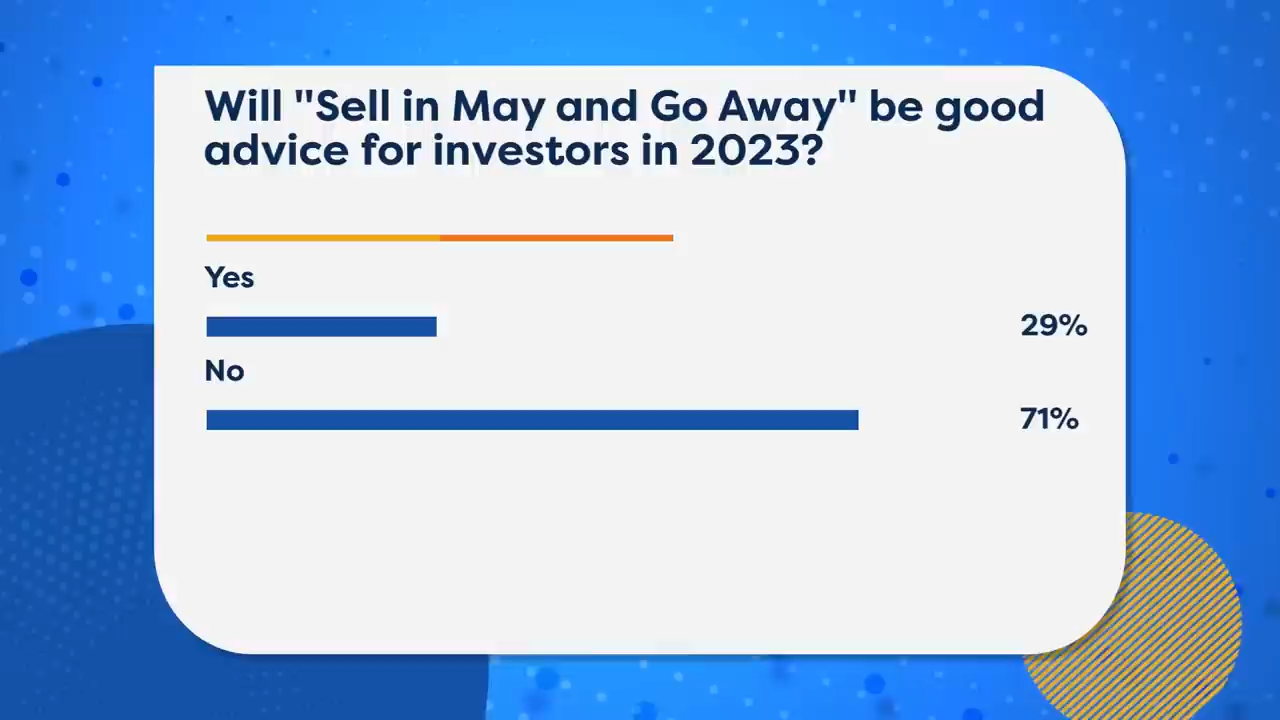 Will "Sell in May and Go Away" be good
advice for investors in 2023?
Yes
29%
No
71%